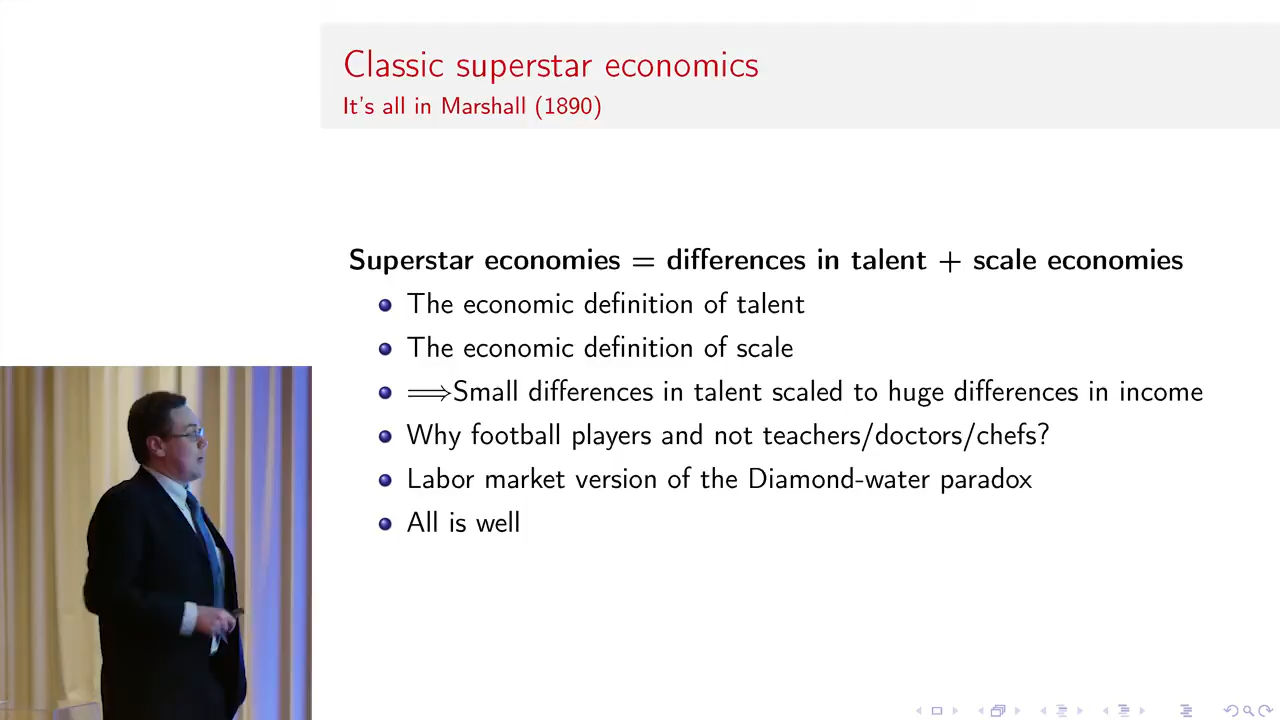 Classic superstar economics
It's all in Marshall (1890)
Superstar economies = differences in talent + scale economies
The economic definition of talent
The economic definition of scale
⟹Small differences in talent scaled to huge differences in income
Why football players and not teachers/doctors/chefs?
Labor market version of the Diamond-water paradox
All is well